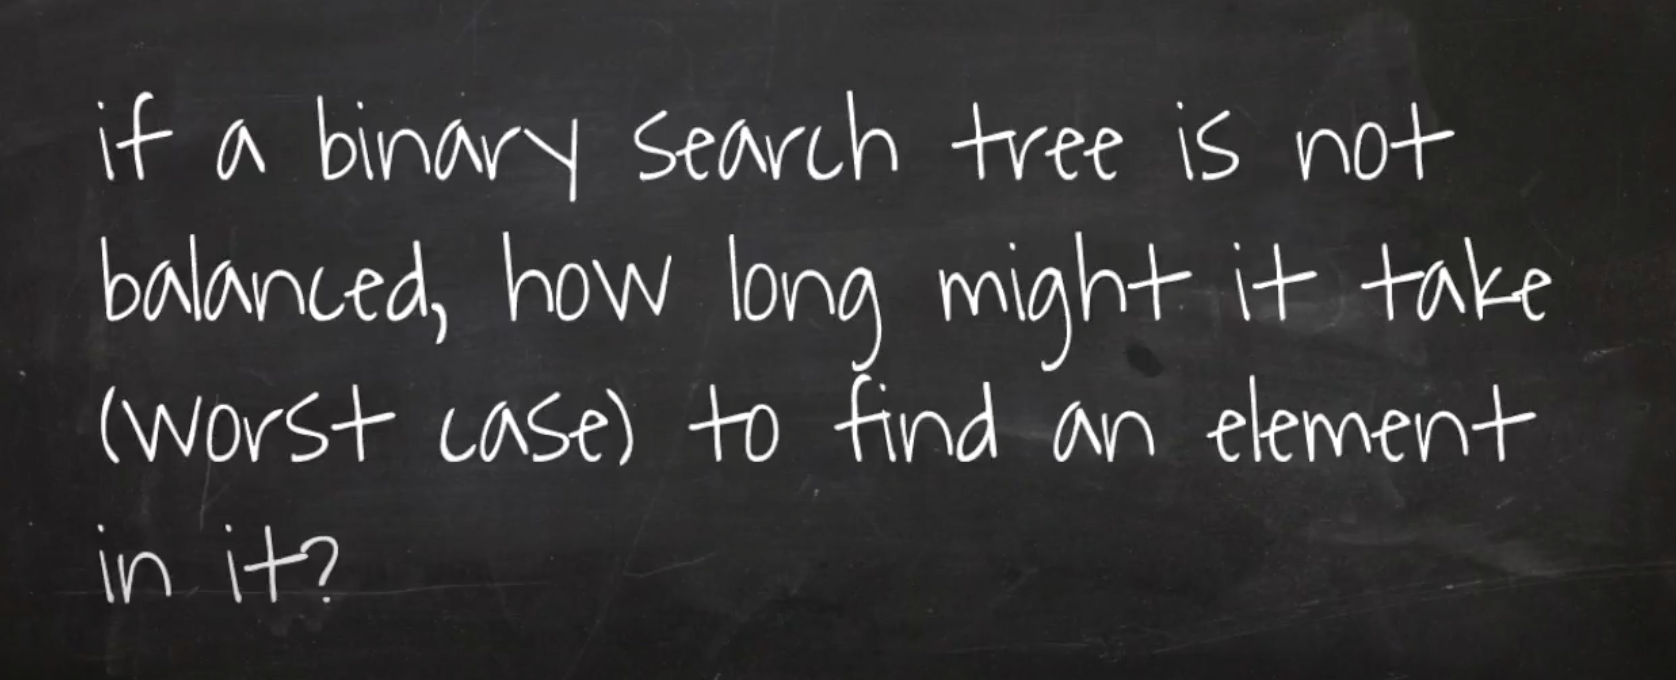 if a binary search tree is not
balanced, how long might it take
(worst case) to find an element
in it?